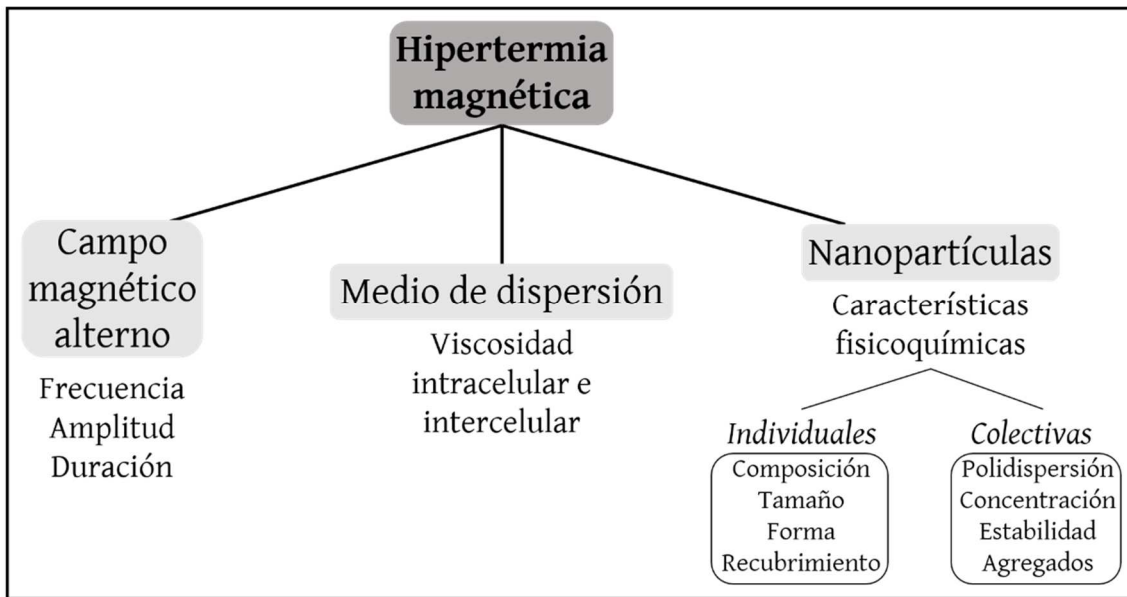 Hipertermia
magnética
Campo
magnético
alterno
Frecuencia
Amplitud
Duración
Medio de dispersión
Viscosidad
intracelular e
intercelular
Nanopartículas
Características
fisicoquímicas
Individuales
Composición
Tamaño
Forma
Recubrimiento
Colectivas
Polidispersión
Concentración
Estabilidad
Agregados